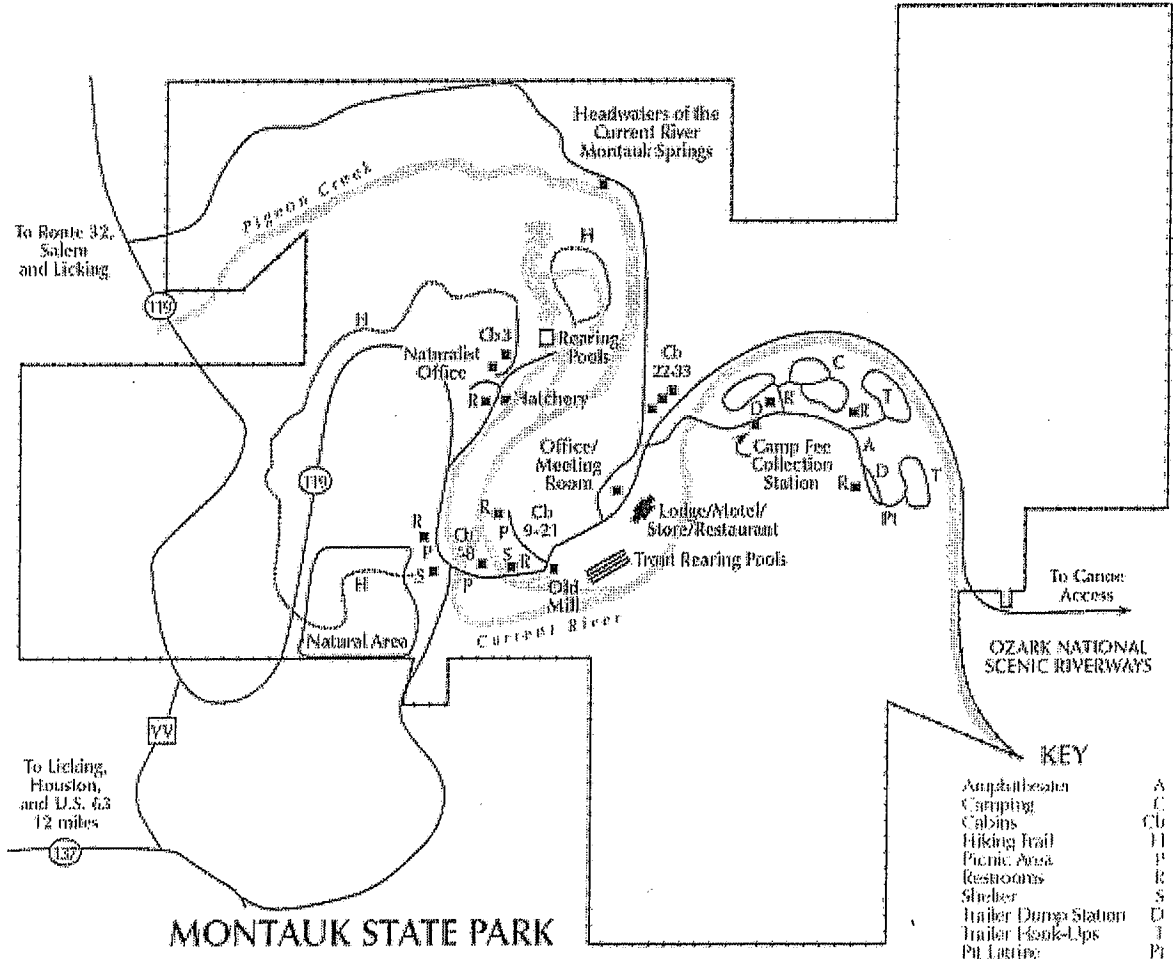 Headwaters of the
Current River
Montauk Springs
Pigeon Creek
To Route 32,
Salem
and Licking
119
H
H
Cb3
Naturalist
Office
Rearing
Pools
R
Hatchery
Cb
22-33
C
R
D
R
T
A
Camp Fee
Collection
Station
R
D
T
Pt
Office/
Meeting
Room
119
Lodge/Motel/
Store/Restaurant
R
P
Cb
9-21
R
P
Cb
S
R
Trout Rearing Pools
S
P
H
Old
Mill
Current River
Natural Area
To Canoe
Access
OZARK NATIONAL
SCENIC RIVERWAYS
YY
To Licking,
Houston,
and U.S. 63
12 miles
137
MONTAUK STATE PARK
KEY
Amphitheater A
Camping C
Cabins Cb
Hiking Trail H
Picnic Area P
Restrooms R
Shelter S
Trailer Dump Station D
Trailer Hook-Ups T
Pit Latrine Pt